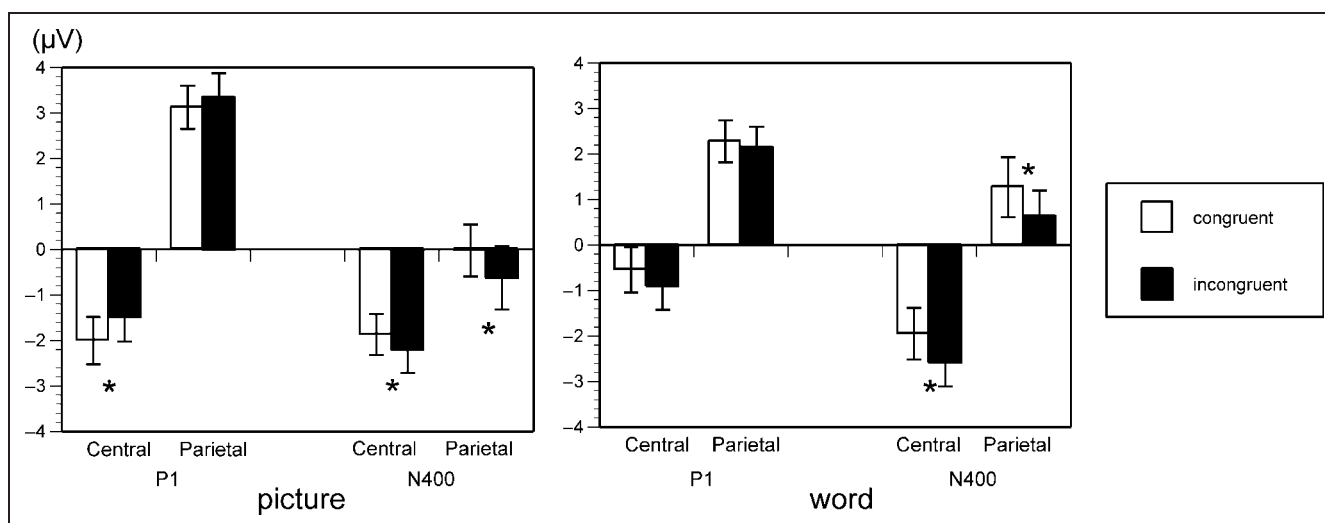 (µV)
4
3
2
1
0
–1
–2
–3
–4
*
*
*
Central Parietal Central Parietal
P1 N400
picture
4
3
2
1
0
–1
–2
–3
–4
*
*
Central Parietal Central Parietal
P1 N400
word
congruent
incongruent